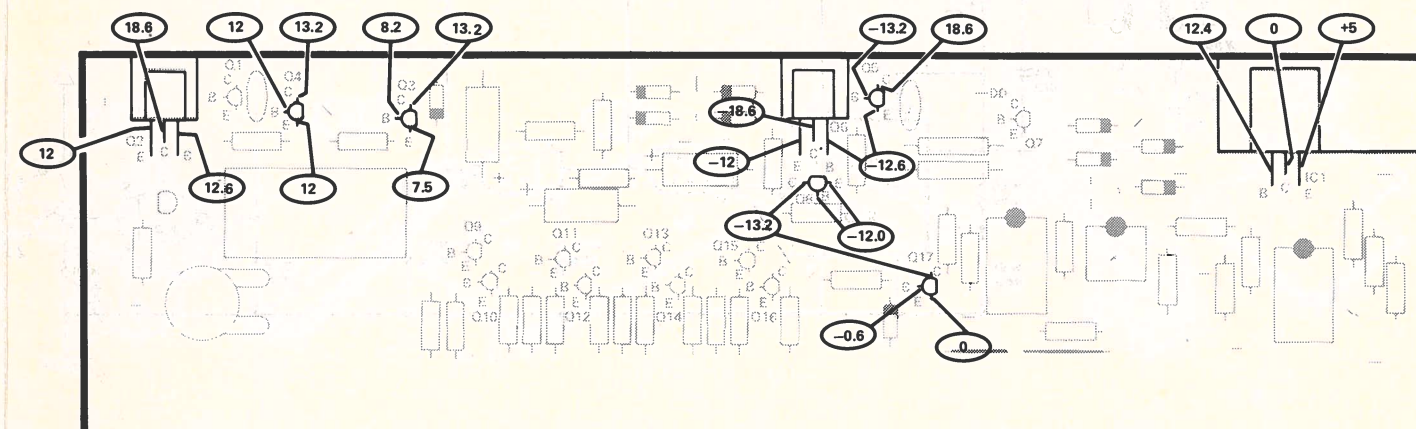 18.6 12 13.2 8.2 13.2 −13.2 18.6 12.4 0 +5
Q1 Q4 Q3
C C C
B B B
E E E
−18.6
D9
Q7
C
B
E
Q2 Q6
E C
12 −12 −12.6
E C B
12.6 12 7.5
IC1
B C E
C E
−13.2 −12.0
Q9 Q11 Q13 Q15 Q17
B C B C B C B C C
E E E E E
C C C C
B B B B
E E E E
Q10 Q12 Q14 Q16
−0.6 0